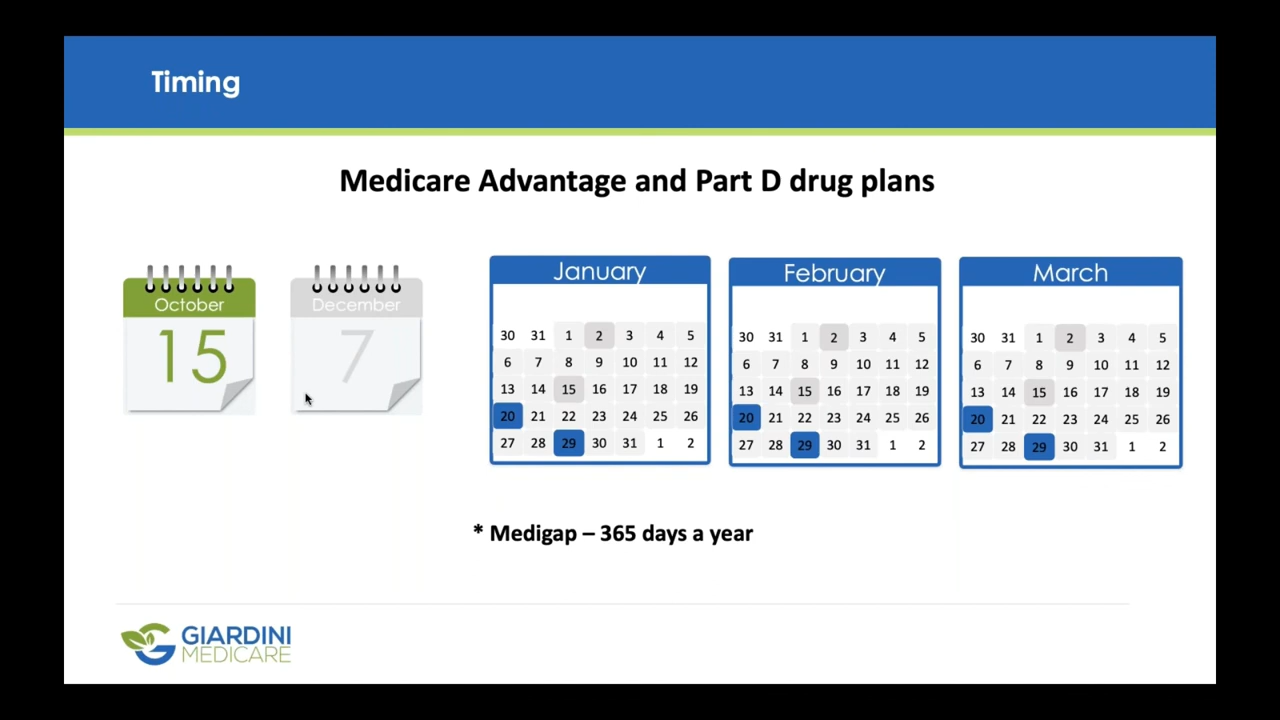 Timing
Medicare Advantage and Part D drug plans
October
15
December
7
January
30 31 1 2 3 4 5
6 7 8 9 10 11 12
13 14 15 16 17 18 19
20 21 22 23 24 25 26
27 28 29 30 31 1 2
February
30 31 1 2 3 4 5
6 7 8 9 10 11 12
13 14 15 16 17 18 19
20 21 22 23 24 25 26
27 28 29 30 31 1 2
March
30 31 1 2 3 4 5
6 7 8 9 10 11 12
13 14 15 16 17 18 19
20 21 22 23 24 25 26
27 28 29 30 31 1 2
* Medigap – 365 days a year
GIARDINI
MEDICARE